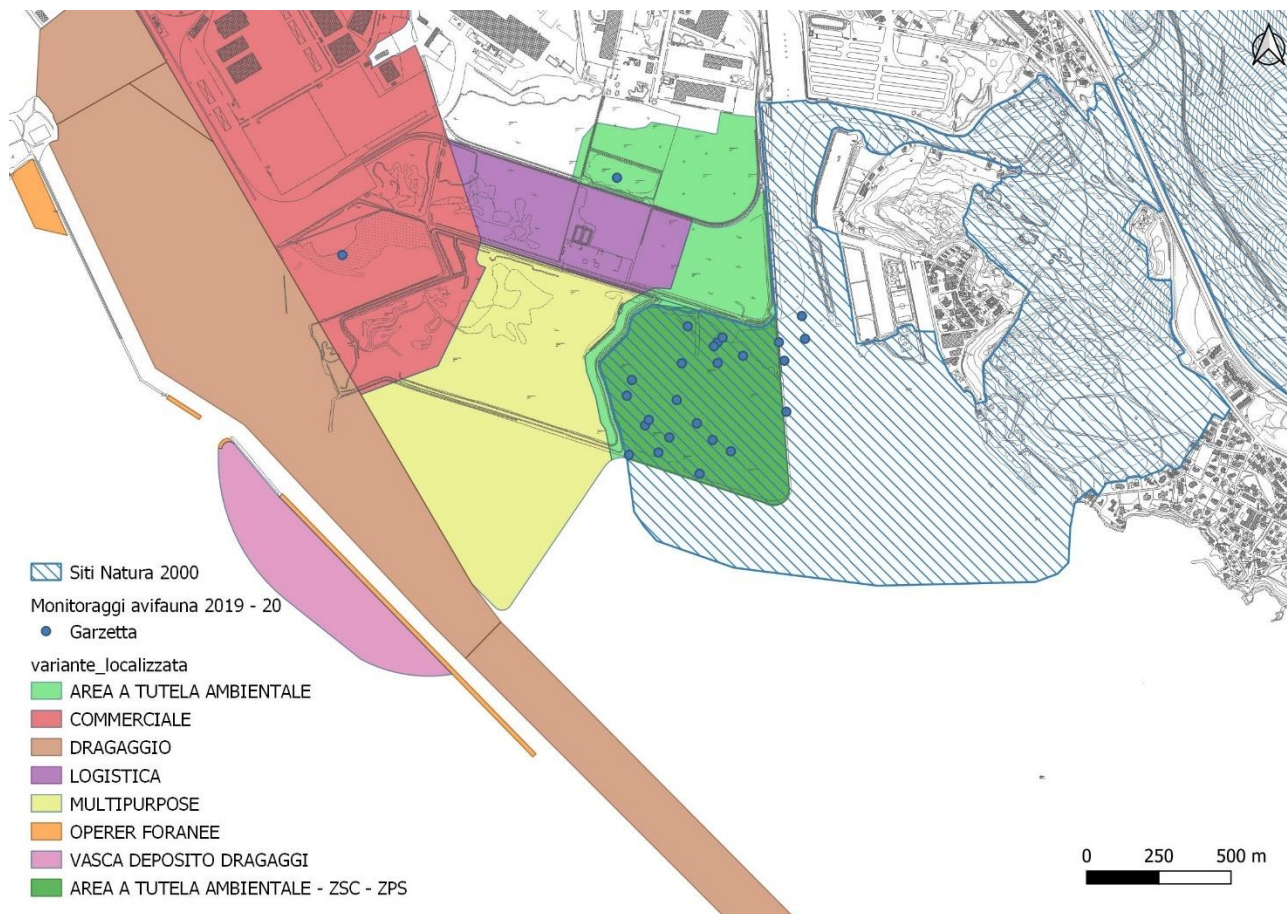 Siti Natura 2000
Monitoraggi avifauna 2019 - 20
Garzetta
variante_localizzata
AREA A TUTELA AMBIENTALE
COMMERCIALE
DRAGAGGIO
LOGISTICA
MULTIPURPOSE
OPERER FORANEE
VASCA DEPOSITO DRAGAGGI
AREA A TUTELA AMBIENTALE - ZSC - ZPS
0 250 500 m